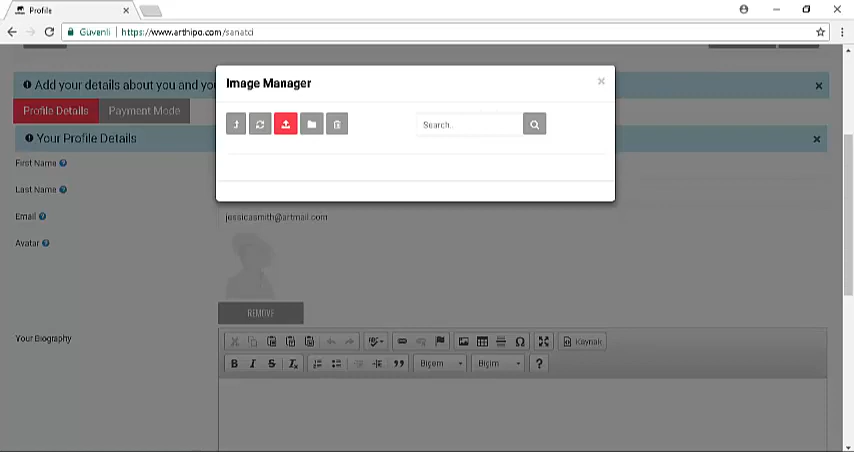 Profile
Güvenli
https://www.arthipo.com/sanatci
Image Manager
Add your details about you and yo
Search..
Profile Details
Payment Mode
Your Profile Details
First Name
Last Name
Email
jessicasmith@artmail.com
Avatar
REMOVE
Your Biography
Kaynak
B I S Tx
Biçem
Biçim
?